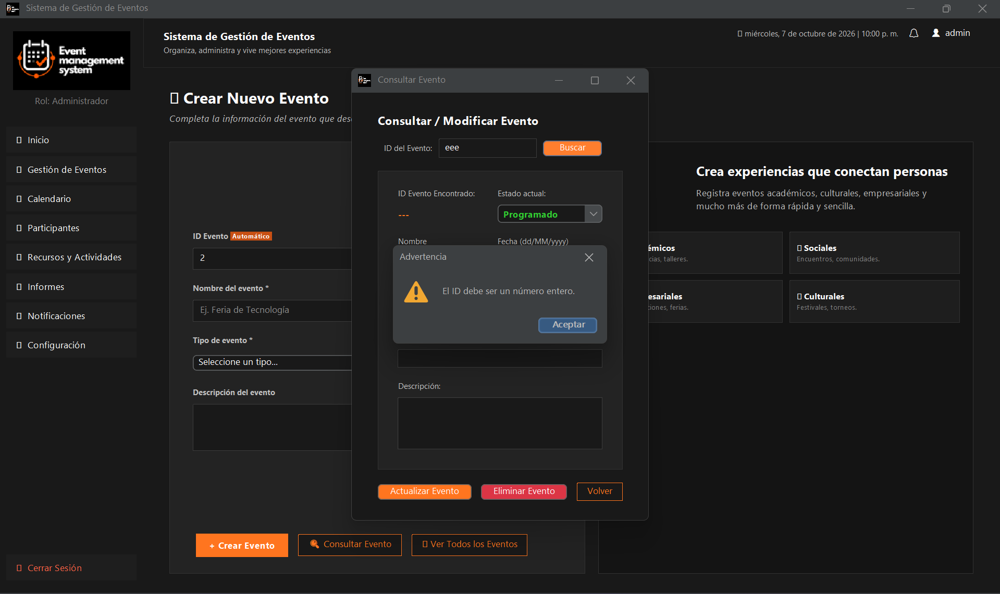 Sistema de Gestión de Eventos
Event
management
system
Rol: Administrador
Inicio
Gestión de Eventos
Calendario
Participantes
Recursos y Actividades
Informes
Notificaciones
Configuración
Cerrar Sesión
Sistema de Gestión de Eventos
Organiza, administra y vive mejores experiencias
miércoles, 7 de octubre de 2026 | 10:00 p. m.
admin
Crear Nuevo Evento
Completa la información del evento que des
ID Evento Automático
2
Nombre del evento *
Ej. Feria de Tecnología
Tipo de evento *
Seleccione un tipo...
Descripción del evento
+ Crear Evento
Consultar Evento
Ver Todos los Eventos
Consultar Evento
Consultar / Modificar Evento
ID del Evento:
eee
Buscar
ID Evento Encontrado:
Estado actual:
---
Programado
Nombre
Fecha (dd/MM/yyyy)
Advertencia
El ID debe ser un número entero.
Aceptar
Descripción:
Actualizar Evento
Eliminar Evento
Volver
Crea experiencias que conectan personas
Registra eventos académicos, culturales, empresariales y
mucho más de forma rápida y sencilla.
émicos
cias, talleres.
Sociales
Encuentros, comunidades.
esariales
ciones, ferias.
Culturales
Festivales, torneos.